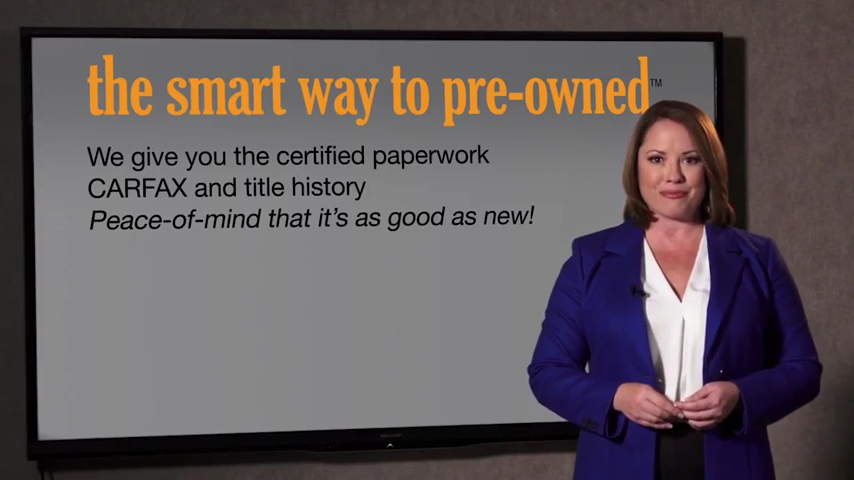 the smart way to pre-owned™
We give you the certified paperwork
CARFAX and title history
Peace-of-mind that it's as good as new!